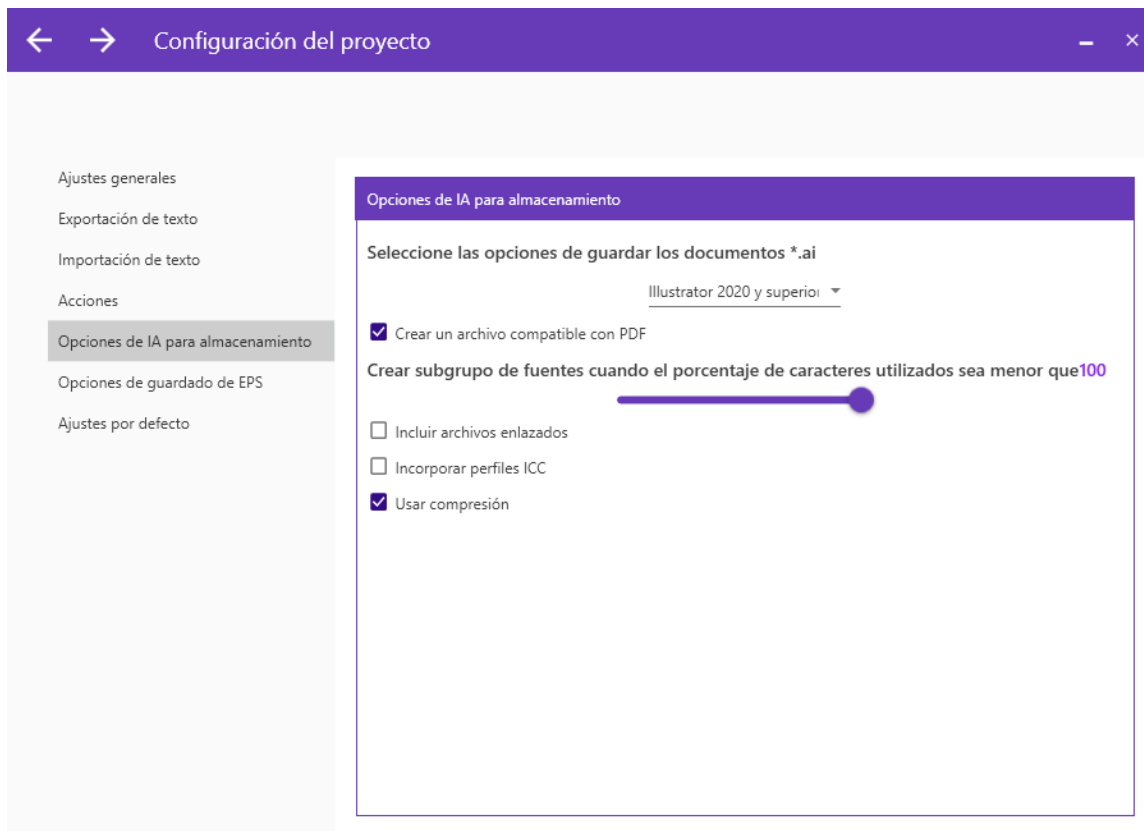 Configuración del proyecto
Ajustes generales
Exportación de texto
Importación de texto
Acciones
Opciones de IA para almacenamiento
Opciones de guardado de EPS
Ajustes por defecto
Opciones de IA para almacenamiento
Seleccione las opciones de guardar los documentos *.ai
Illustrator 2020 y superior
Crear un archivo compatible con PDF
Crear subgrupo de fuentes cuando el porcentaje de caracteres utilizados sea menor que100
Incluir archivos enlazados
Incorporar perfiles ICC
Usar compresión